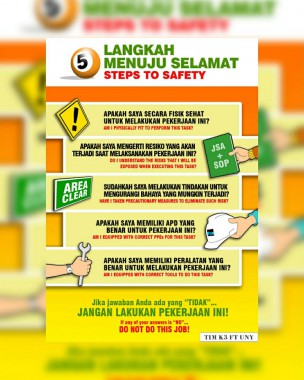 5
LANGKAH
MENUJU SELAMAT
STEPS TO SAFETY
APAKAH SAYA SECARA FISIK SEHAT
UNTUK MELAKUKAN PEKERJAAN INI?
AM I PHYSICALLY FIT TO PERFORM THIS TASK?
APAKAH SAYA MENGERTI RESIKO YANG AKAN
TERJADI SAAT MELAKSANAKAN PEKERJAAN INI?
DO I UNDERSTAND THE RISKS THAT I WILL BE
EXPOSED WHEN EXECUTING THIS TASK?
JSA
+
SOP
AREA
CLEAR
SUDAHKAH SAYA MELAKUKAN TINDAKAN UNTUK
MENGURANGI BAHAYA YANG MUNGKIN TERJADI?
HAVE I TAKEN PRECAUTIONARY MEASURES TO ELIMINATE SUCH RISK?
APAKAH SAYA MEMILIKI APD YANG
BENAR UNTUK PEKERJAAN INI?
AM I EQUIPPED WITH CORRECT PPEs FOR THIS TASK?
APAKAH SAYA MEMILIKI PERALATAN YANG
BENAR UNTUK MELAKUKAN PEKERJAAN INI?
AM I EQUIPPED WITH CORRECT TOOLS TO DO THIS TASK?
Jika jawaban Anda ada yang "TIDAK"...
JANGAN LAKUKAN PEKERJAAN INI!
If any of your answers is "NO"...
DO NOT DO THIS JOB!
TIM K3 FT UNY